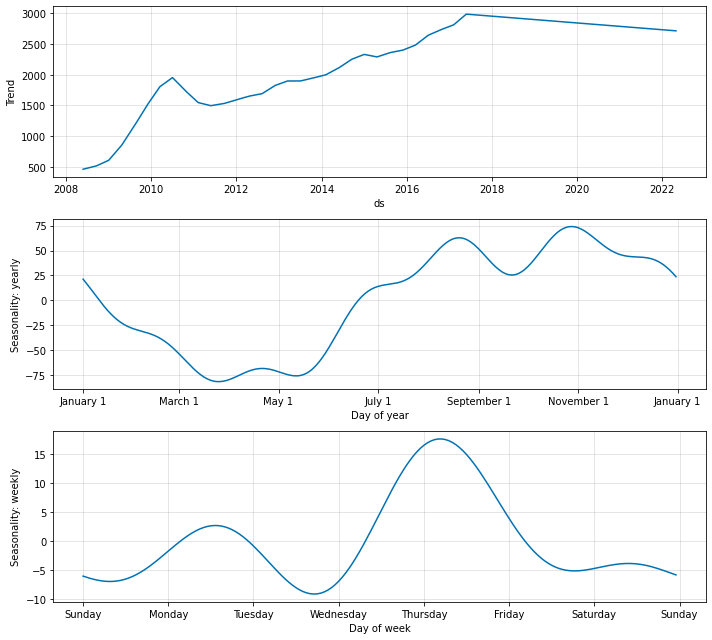 3000
2500
2000
1500
1000
500
Trend
2008 2010 2012 2014 2016 2018 2020 2022
ds
75
50
25
0
−25
−50
−75
Seasonality: yearly
January 1 March 1 May 1 July 1 September 1 November 1 January 1
Day of year
15
10
5
0
−5
−10
Seasonality: weekly
Sunday Monday Tuesday Wednesday Thursday Friday Saturday Sunday
Day of week